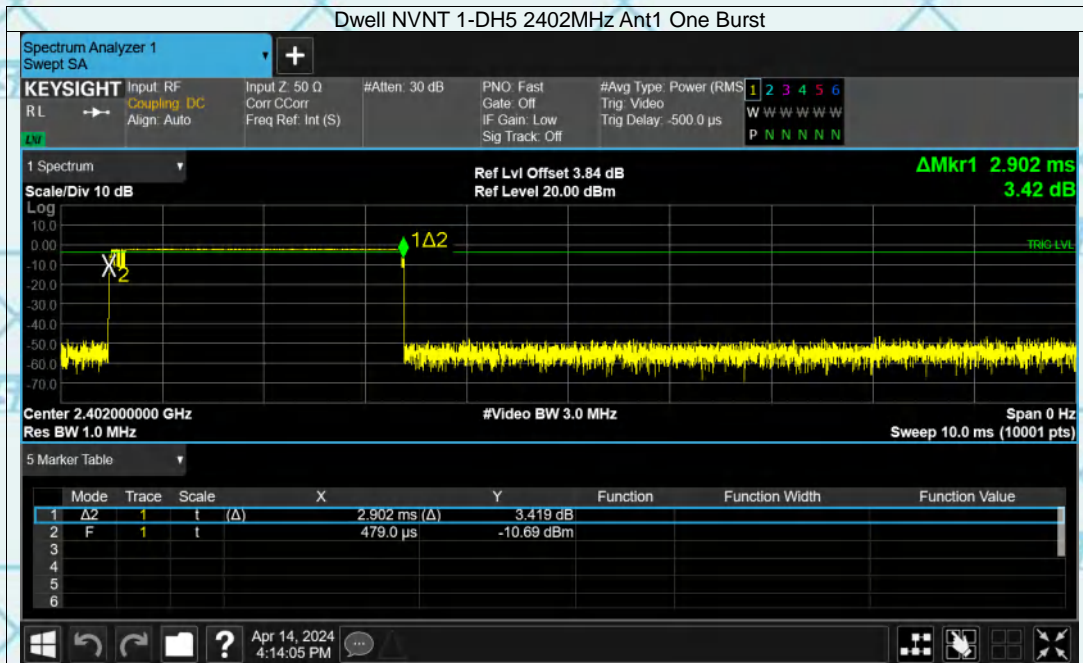 Dwell NVNT 1-DH5 2402MHz Ant1 One Burst
Spectrum Analyzer 1
Swept SA
+
KEYSIGHT Input: RF Input Z: 50 Ω #Atten: 30 dB PNO: Fast #Avg Type: Power (RMS 1 2 3 4 5 6
RL Coupling: DC Corr CCorr Gate: Off Trig: Video W W W W W W
Align: Auto Freq Ref: Int (S) IF Gain: Low Trig Delay: -500.0 µs
LNI Sig Track: Off P N N N N N
1 Spectrum Ref Lvl Offset 3.84 dB ΔMkr1 2.902 ms
Scale/Div 10 dB Ref Level 20.00 dBm 3.42 dB
Log
10.0
0.00 1Δ2 TRIG LVL
-10.0 X2
-20.0
-30.0
-40.0
-50.0
-60.0
-70.0
Center 2.402000000 GHz #Video BW 3.0 MHz Span 0 Hz
Res BW 1.0 MHz Sweep 10.0 ms (10001 pts)
5 Marker Table
Mode Trace Scale X Y Function Function Width Function Value
1 Δ2 1 t (Δ) 2.902 ms (Δ) 3.419 dB
2 F 1 t 479.0 µs -10.69 dBm
3
4
5
6
? Apr 14, 2024
4:14:05 PM